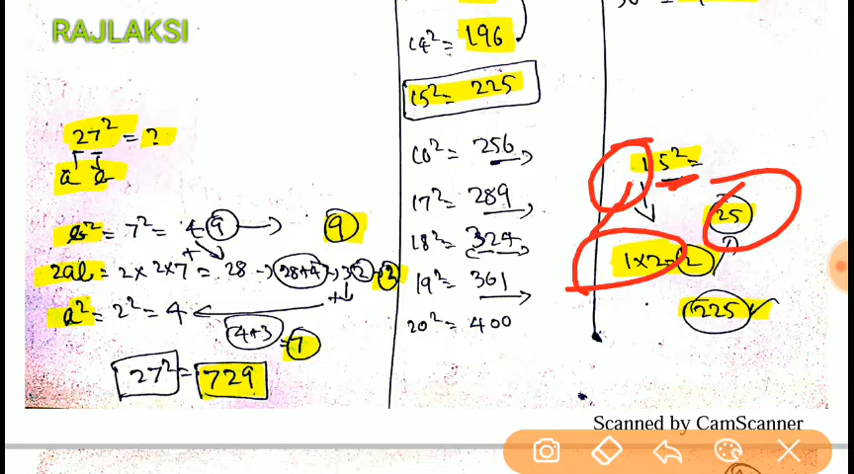 RAJLAKSI
27² = ?
a b
b² = 7² = 49 → 9
+
2ab = 2 × 2 × 7 = 28 → 28+4 → 32 → 2
+
a² = 2² = 4
4+3 = 7
27² = 729
14² = 196
15² = 225
16² = 256
17² = 289
18² = 324
19² = 361
20² = 400
15² =
25
1×2=2
225
Scanned by CamScanner